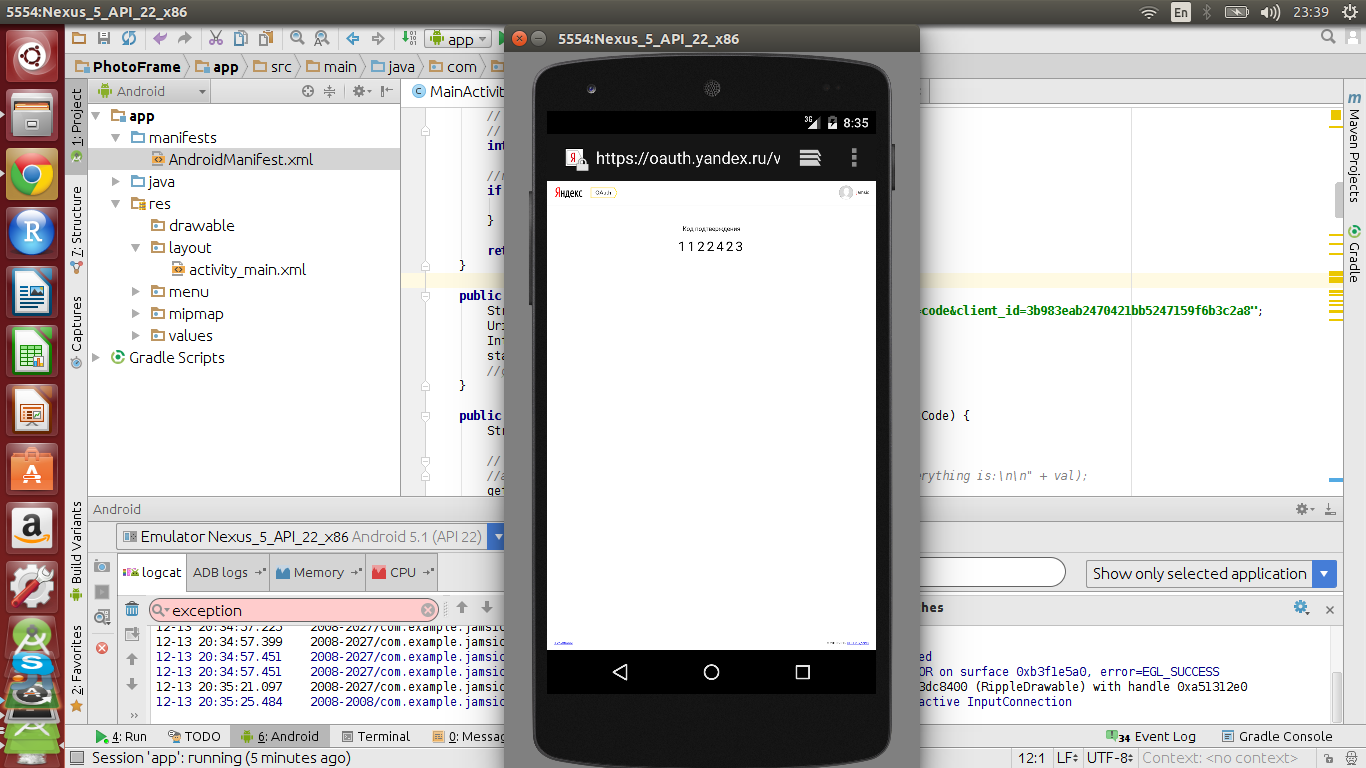 5554:Nexus_5_API_22_x86
En
23:39
app
PhotoFrame
app
src
main
java
com
Android
MainActivit
1: Project
7: Structure
Captures
Build Variants
2: Favorites
app
manifests
AndroidManifest.xml
java
res
drawable
layout
activity_main.xml
menu
mipmap
values
Gradle Scripts
//
//
int
if
}
ret
}
public
Str
Uri
Int
sta
}
public
Str
//
//a
get
5554:Nexus_5_API_22_x86
3G
8:35
https://oauth.yandex.ru/v
Яндекс
OAuth
Код подтверждения
1122423
=code&client_id=3b983eab2470421bb5247159f6b3c2a8";
Code) {
erything is:\n\n" + val);
Maven Projects
Gradle
Android
Emulator Nexus_5_API_22_x86 Android 5.1 (API 22)
logcat
ADB logs
Memory
CPU
Show only selected application
exception
hes
12-13 20:34:57.225 2008-2027/com.example.jamsic
12-13 20:34:57.399 2008-2027/com.example.jamsic
12-13 20:34:57.451 2008-2027/com.example.jamsic
ed
12-13 20:34:57.451 2008-2027/com.example.jamsic
OR on surface 0xb3f1e5a0, error=EGL_SUCCESS
12-13 20:35:21.097 2008-2027/com.example.jamsic
3dc8400 (RippleDrawable) with handle 0xa51312e0
12-13 20:35:25.484 2008-2008/com.example.jamsic
active InputConnection
4: Run
TODO
6: Android
Terminal
0: Messag
34 Event Log
Gradle Console
Session 'app': running (5 minutes ago)
12:1
LF
UTF-8
Context: <no context>